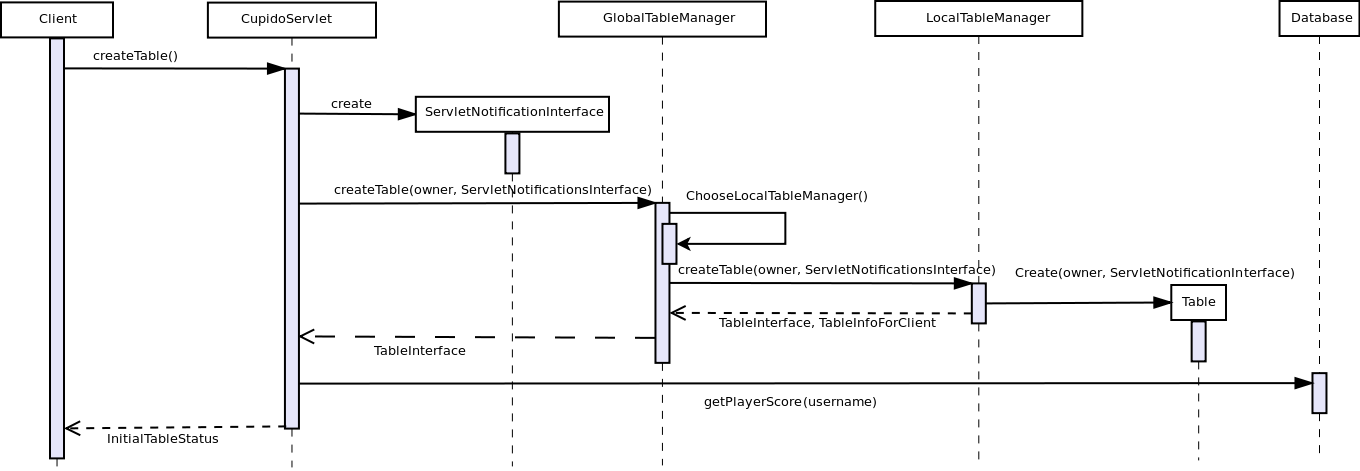 Client
CupidoServlet
GlobalTableManager
LocalTableManager
Database
createTable()
create
ServletNotificationInterface
createTable(owner, ServletNotificationsInterface)
ChooseLocalTableManager()
createTable(owner, ServletNotificationsInterface)
Create(owner, ServletNotificationInterface)
Table
TableInterface, TableInfoForClient
TableInterface
getPlayerScore(username)
InitialTableStatus